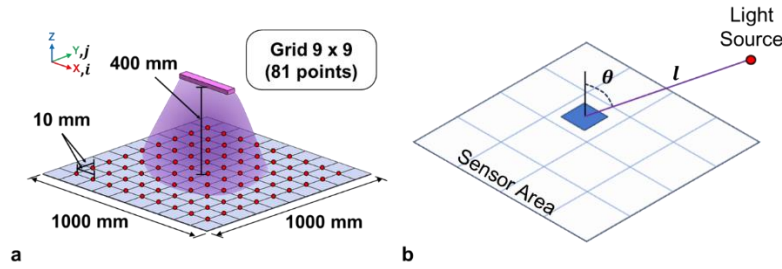 Z
Y,j
X,i
400 mm
Grid 9 x 9
(81 points)
10 mm
1000 mm
1000 mm
a
Light
Source
θ
l
Sensor Area
b